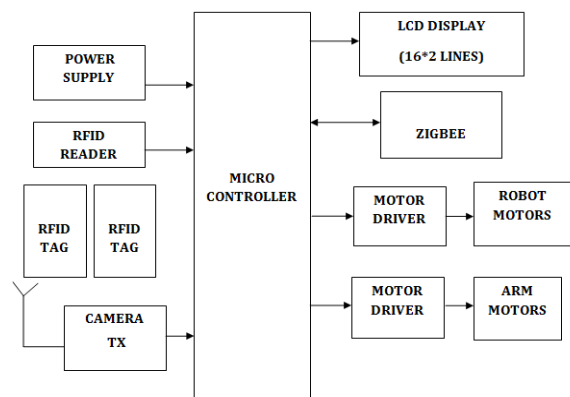 POWER
SUPPLY
RFID
READER
RFID
TAG
RFID
TAG
CAMERA
TX
MICRO
CONTROLLER
LCD DISPLAY
(16*2 LINES)
ZIGBEE
MOTOR
DRIVER
ROBOT
MOTORS
MOTOR
DRIVER
ARM
MOTORS